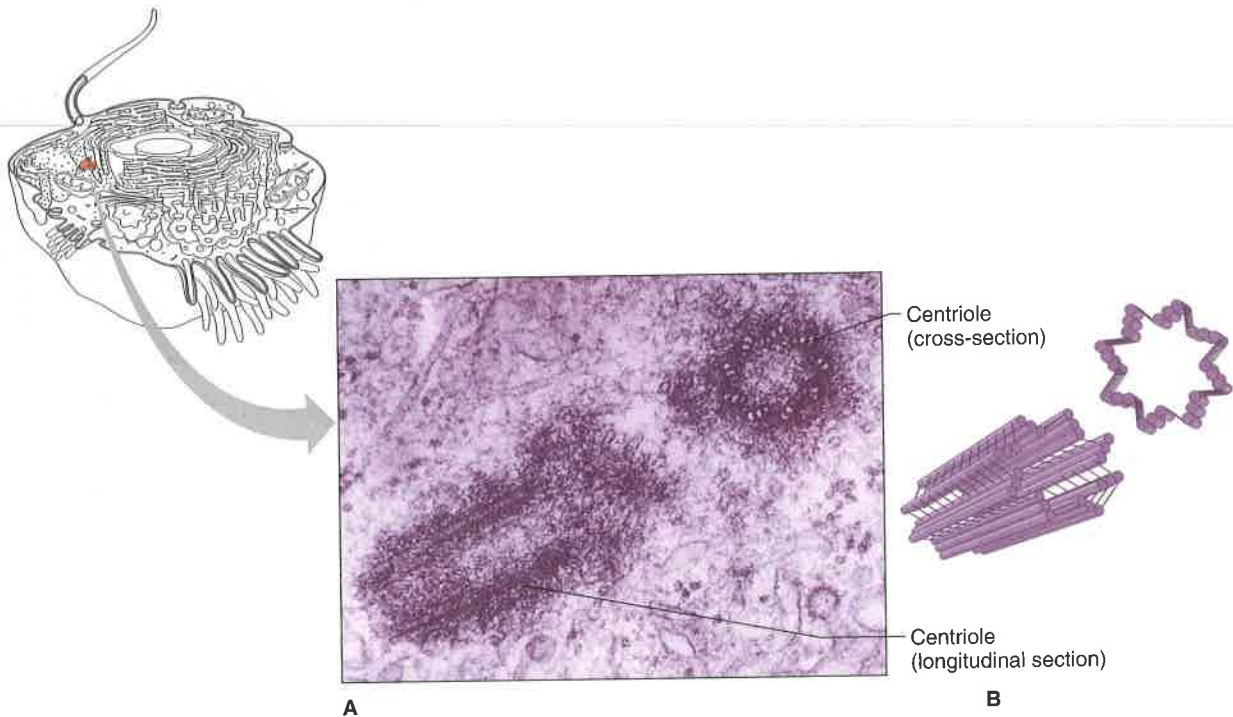 Centriole
(cross-section)
Centriole
(longitudinal section)
A
B